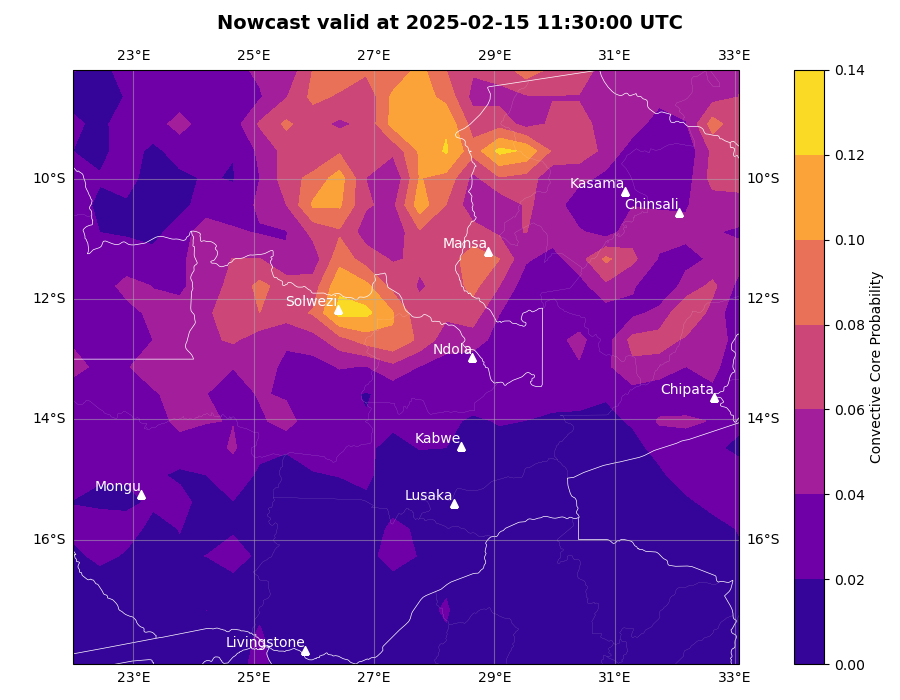 Nowcast valid at 2025-02-15 11:30:00 UTC
23°E 25°E 27°E 29°E 31°E 33°E
0.14
0.12
10°S 10°S
Kasama
Chinsali
0.10
Mansa
12°S 12°S
Solwezi
0.08
Ndola
Chipata
0.06
14°S 14°S
Kabwe
Mongu
Lusaka
0.04
16°S 16°S
0.02
Livingstone
0.00
23°E 25°E 27°E 29°E 31°E 33°E
Convective Core Probability